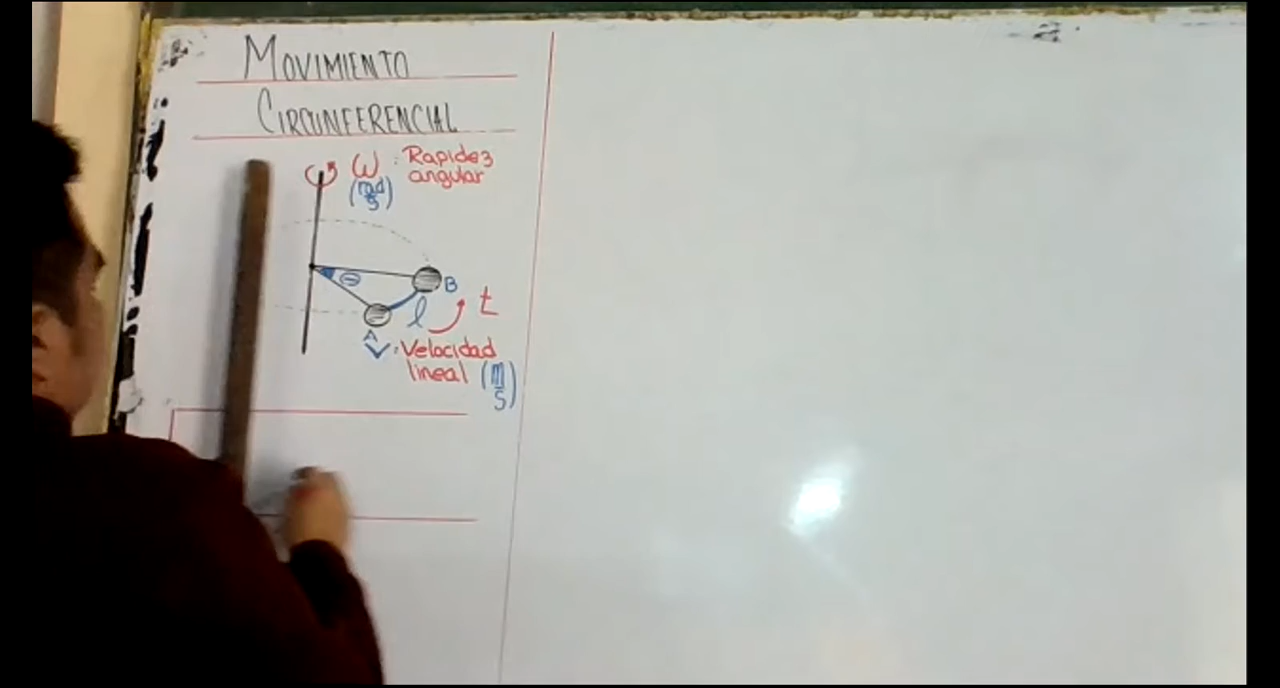 MOVIMIENTO
CIRCUNFERENCIAL
ω : Rapidez
angular
(rad/s)
θ
B
l
t
A
V : Velocidad
lineal (m/s)